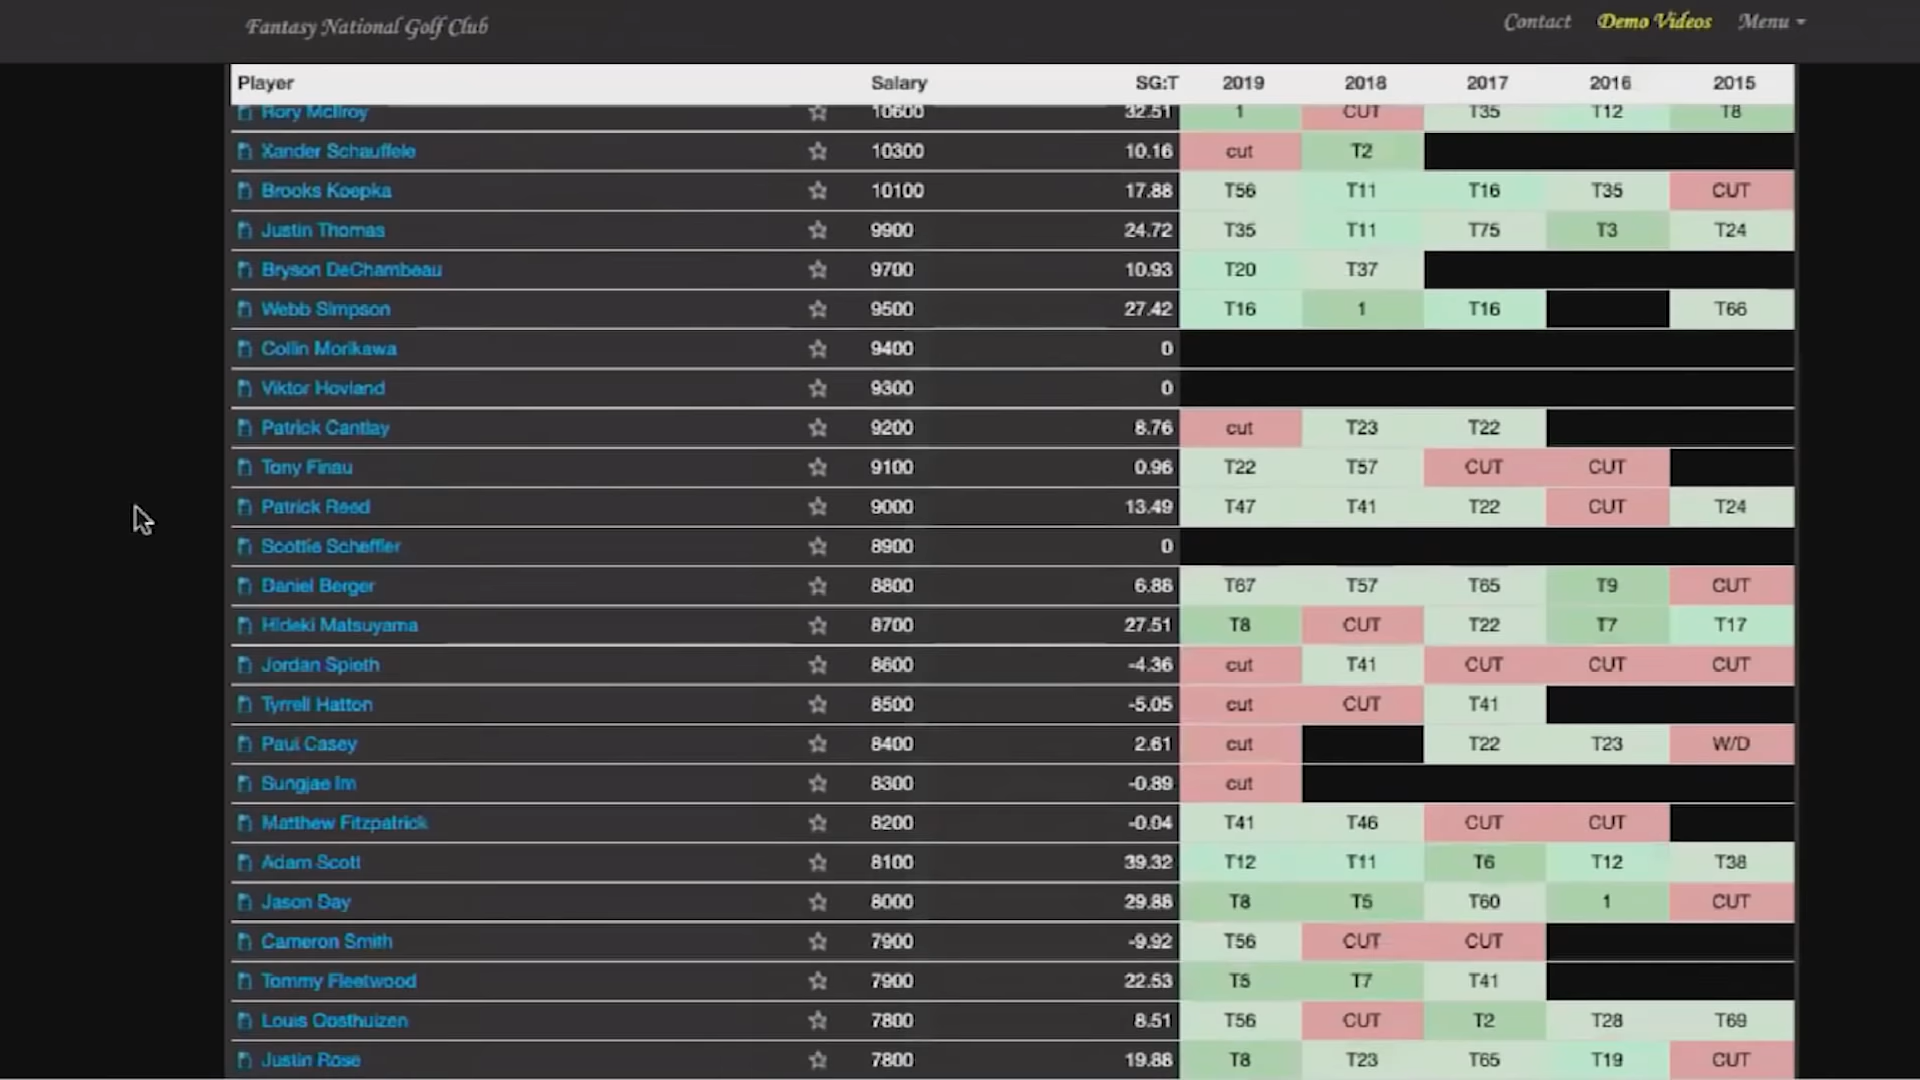 Fantasy National Golf Club Contact Demo Videos Menu
Player Salary SG:T 2019 2018 2017 2016 2015
Rory McIlroy 10600 32.51 1 CUT T35 T12 T8
Xander Schauffele 10300 10.16 cut T2
Brooks Koepka 10100 17.88 T56 T11 T16 T35 CUT
Justin Thomas 9900 24.72 T35 T11 T75 T3 T24
Bryson DeChambeau 9700 10.93 T20 T37
Webb Simpson 9500 27.42 T16 1 T16 T66
Collin Morikawa 9400 0
Viktor Hovland 9300 0
Patrick Cantlay 9200 8.76 cut T23 T22
Tony Finau 9100 0.96 T22 T57 CUT CUT
Patrick Reed 9000 13.49 T47 T41 T22 CUT T24
Scottie Scheffler 8900 0
Daniel Berger 8800 6.88 T67 T57 T65 T9 CUT
Hideki Matsuyama 8700 27.51 T8 CUT T22 T7 T17
Jordan Spieth 8600 -4.36 cut T41 CUT CUT CUT
Tyrrell Hatton 8500 -5.05 cut CUT T41
Paul Casey 8400 2.61 cut T22 T23 W/D
Sungjae Im 8300 -0.89 cut
Matthew Fitzpatrick 8200 -0.04 T41 T46 CUT CUT
Adam Scott 8100 39.32 T12 T11 T6 T12 T38
Jason Day 8000 29.88 T8 T5 T60 1 CUT
Cameron Smith 7900 -9.92 T56 CUT CUT
Tommy Fleetwood 7900 22.53 T5 T7 T41
Louis Oosthuizen 7800 8.51 T56 CUT T2 T28 T69
Justin Rose 7800 19.88 T8 T23 T65 T19 CUT